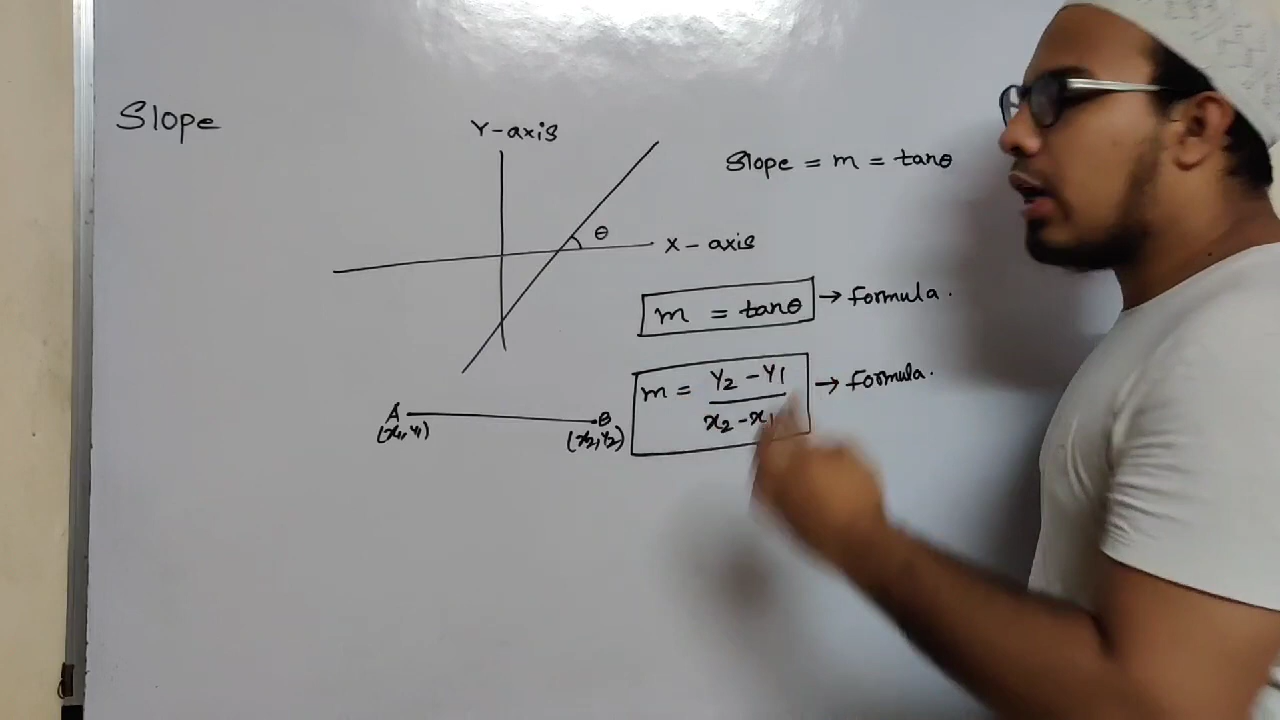 Slope
Y-axis
Slope = m = tanθ
θ
X-axis
m = tanθ → Formula.
m = Y2 - Y1 / x2 - x1 → Formula.
A B
(x1, Y1) (x2, Y2)